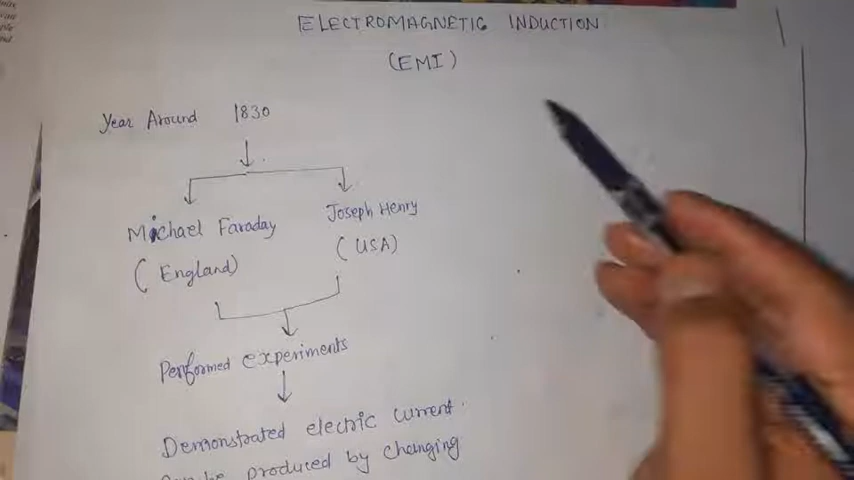 ELECTROMAGNETIC INDUCTION
(EMI)
Year Around 1830
Michael Faraday Joseph Henry
(England) (USA)
Performed experiments
Demonstrated electric current
be produced by changing